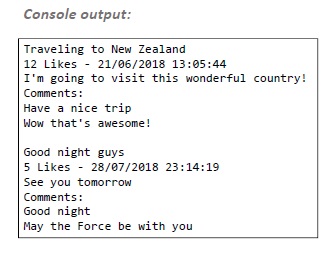 Console output:
Traveling to New Zealand
12 Likes - 21/06/2018 13:05:44
I'm going to visit this wonderful country!
Comments:
Have a nice trip
Wow that's awesome!
Good night guys
5 Likes - 28/07/2018 23:14:19
See you tomorrow
Comments:
Good night
May the Force be with you